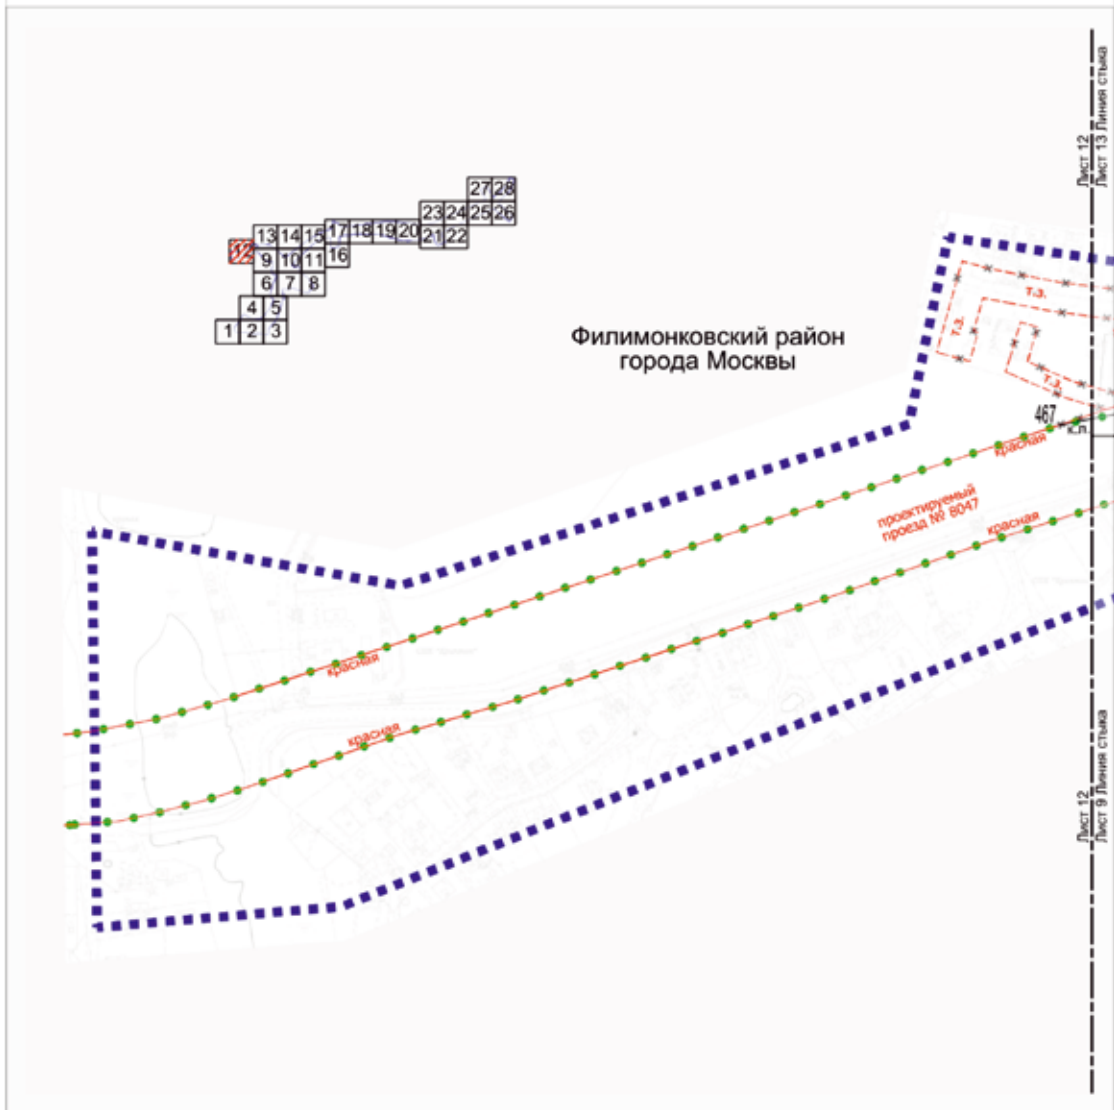 Лист 12
Лист 13 Линия стыка
27 28
23 24 25 26
13 14 15 17 18 19 20 21 22
12
9 10 11 16
6 7 8
4 5
1 2 3
Филимонковский район
города Москвы
т.з.
т.з.
т.з.
467
к.л.
красная
проектируемый
проезд № 8047
красная
красная
красная
Лист 12
Лист 9 Линия стыка